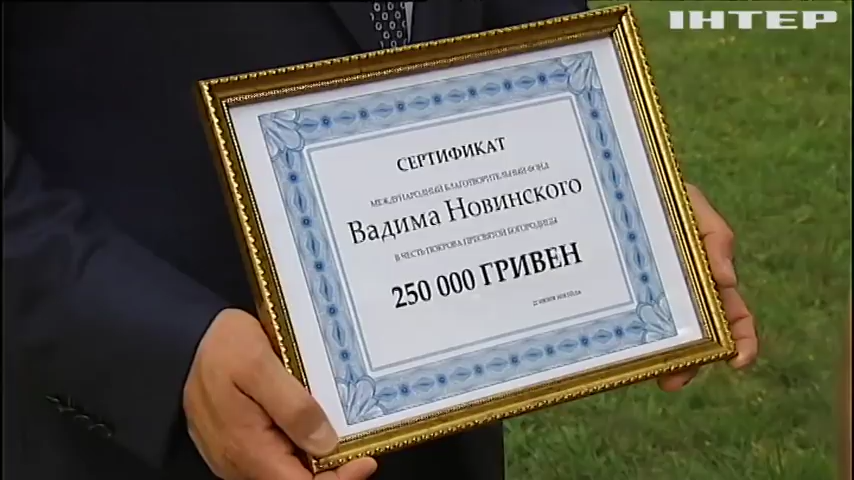 ІНТЕР
СЕРТИФИКАТ
МЕЖДУНАРОДНЫЙ БЛАГОТВОРИТЕЛЬНЫЙ ФОНД
ВАДИМА НОВИНСКОГО
В ЧЕСТЬ ПОКРОВА ПРЕСВЯТОЙ БОГОРОДИЦЫ
250 000 ГРИВЕН